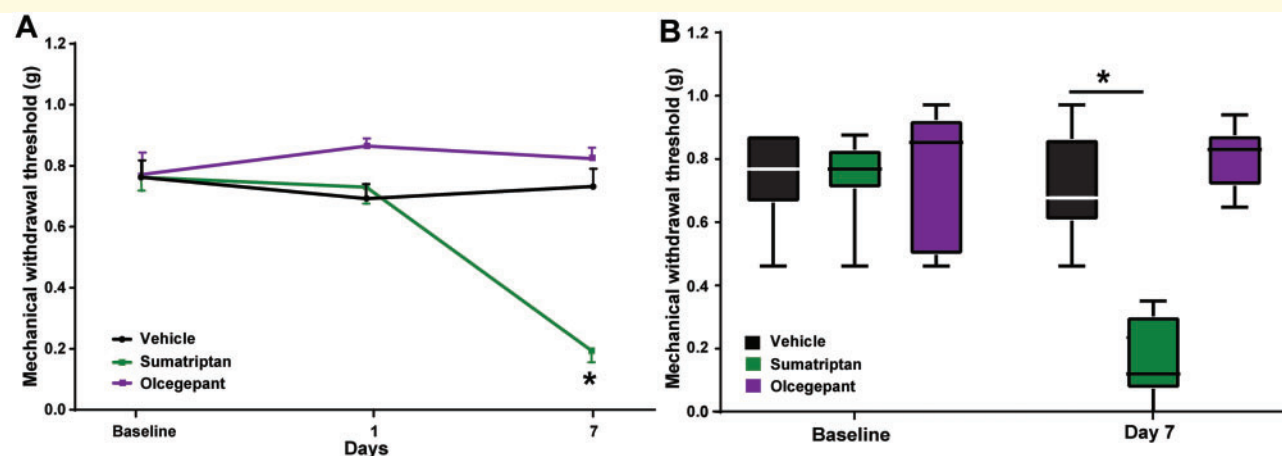 A
Mechanical withdrawal threshold (g)
1.2
1.0
0.8
0.6
0.4
0.2
0.0
Vehicle
Sumatriptan
Olcegepant
*
Baseline
1
7
Days
B
Mechanical withdrawal threshold (g)
1.2
1.0
0.8
0.6
0.4
0.2
0.0
*
Vehicle
Sumatriptan
Olcegepant
Baseline
Day 7